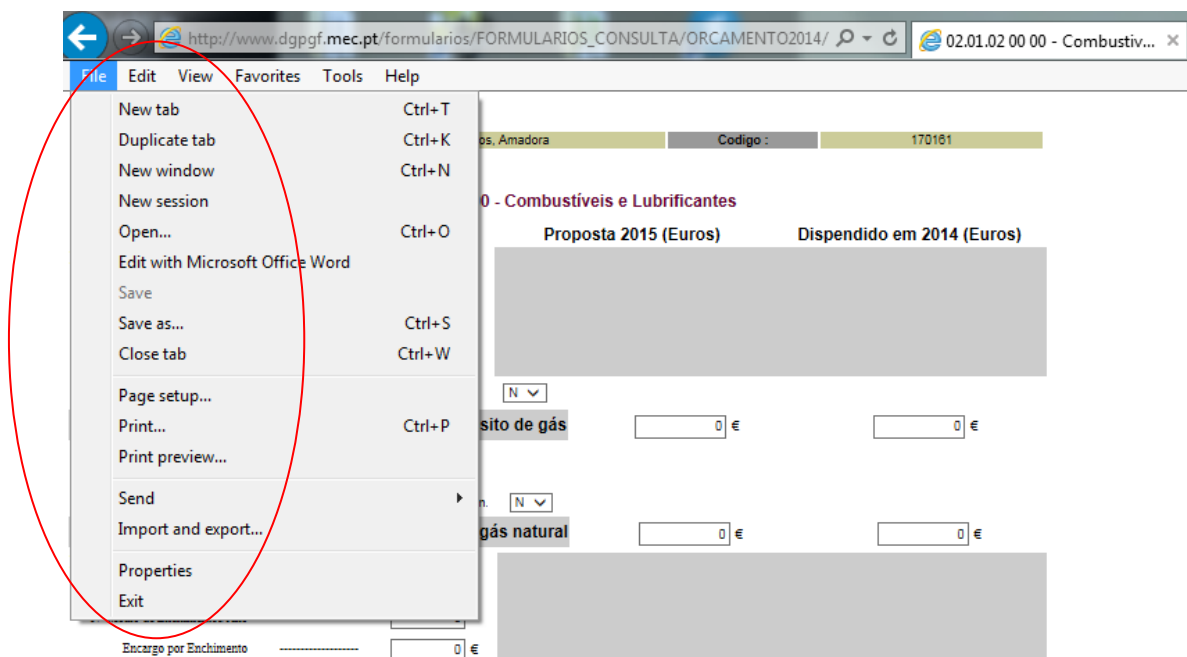 http://www.dgpgf.mec.pt/formularios/FORMULARIOS_CONSULTA/ORCAMENTO2014/
02.01.02 00 00 - Combustiv...
File Edit View Favorites Tools Help
New tab Ctrl+T
Duplicate tab Ctrl+K
os, Amadora Codigo : 170161
New window Ctrl+N
New session
0 - Combustíveis e Lubrificantes
Open... Ctrl+O
Proposta 2015 (Euros) Dispendido em 2014 (Euros)
Edit with Microsoft Office Word
Save
Save as... Ctrl+S
Close tab Ctrl+W
Page setup...
N
Print... Ctrl+P
sito de gás 0 € 0 €
Print preview...
Send
n. N
Import and export...
gás natural 0 € 0 €
Properties
Exit
Encargo por Enchimento ------------------- 0 €